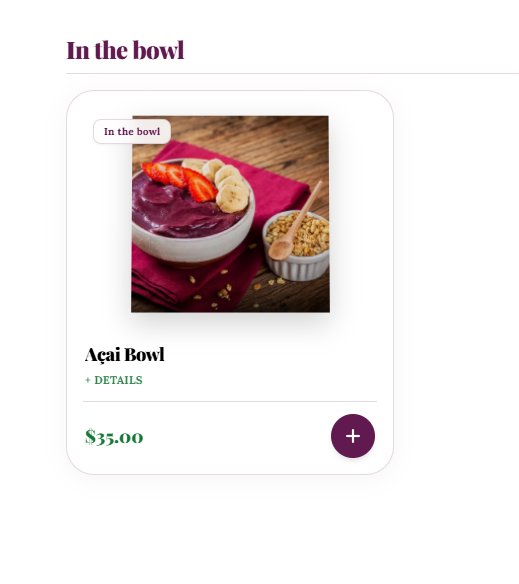 In the bowl
In the bowl
Açai Bowl
+ DETAILS
$35.00
+